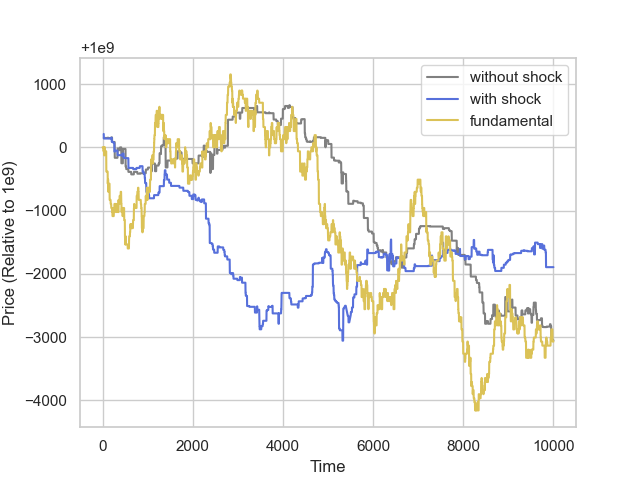 +1e9
1000
0
−1000
−2000
−3000
−4000
Price (Relative to 1e9)
without shock
with shock
fundamental
0
2000
4000
6000
8000
10000
Time